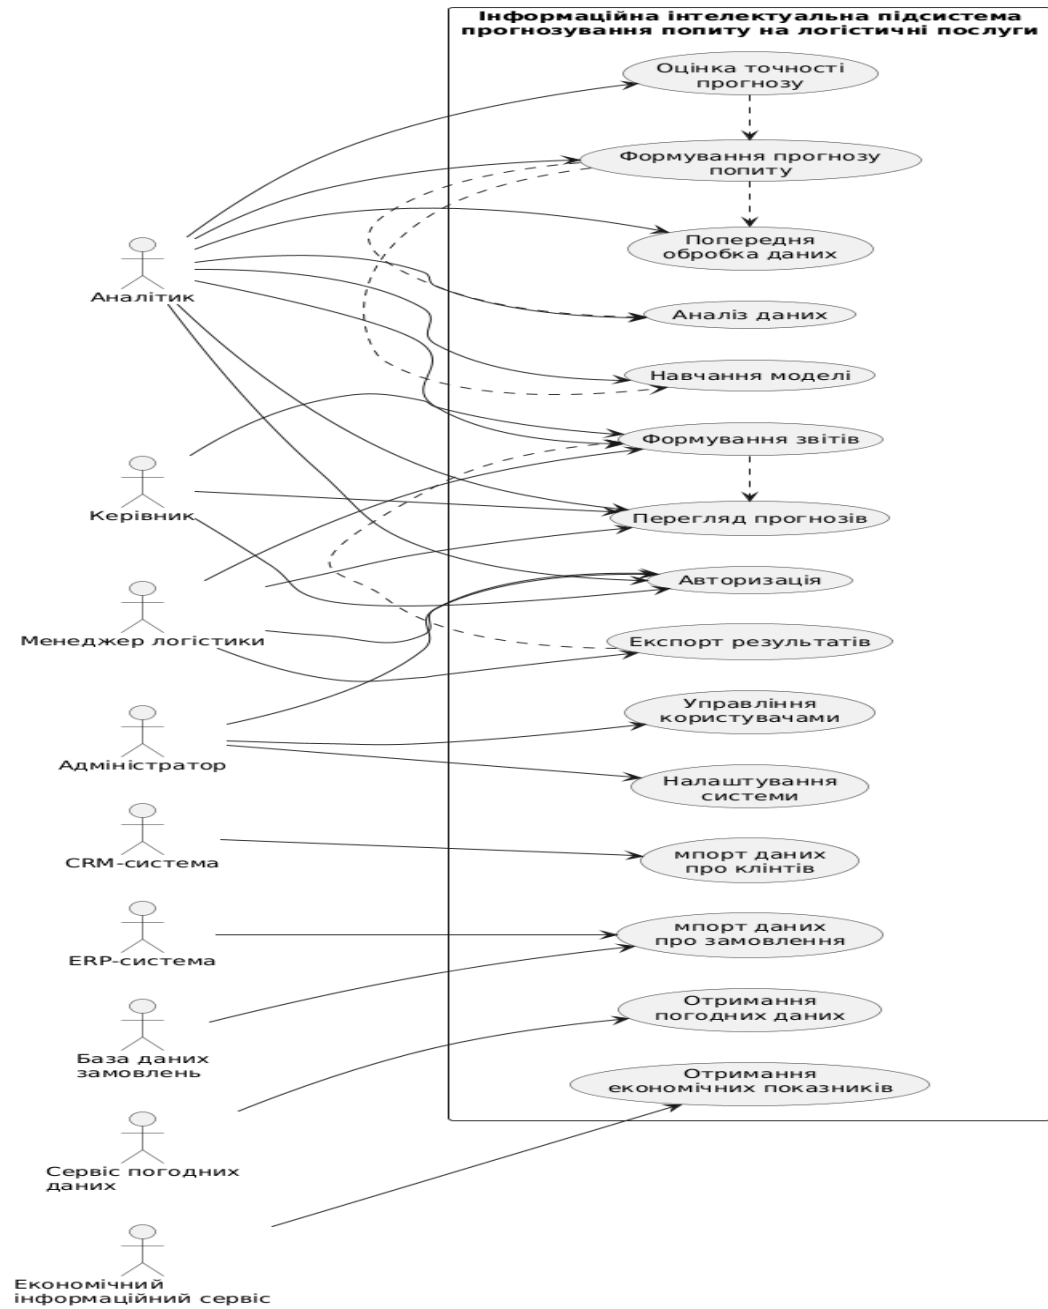 Інформаційна інтелектуальна підсистема
прогнозування попиту на логістичні послуги
Оцінка точності
прогнозу
Формування прогнозу
попиту
Попередня
обробка даних
Аналітик
Аналіз даних
Навчання моделі
Формування звітів
Керівник
Перегляд прогнозів
Авторизація
Менеджер логістики
Експорт результатів
Управління
користувачами
Адміністратор
Налаштування
системи
CRM-система
мпорт даних
про клінтів
ERP-система
мпорт даних
про замовлення
База даних
замовлень
Отримання
погодних даних
Отримання
економічних показників
Сервіс погодних
даних
Економічний
інформаційний сервіс